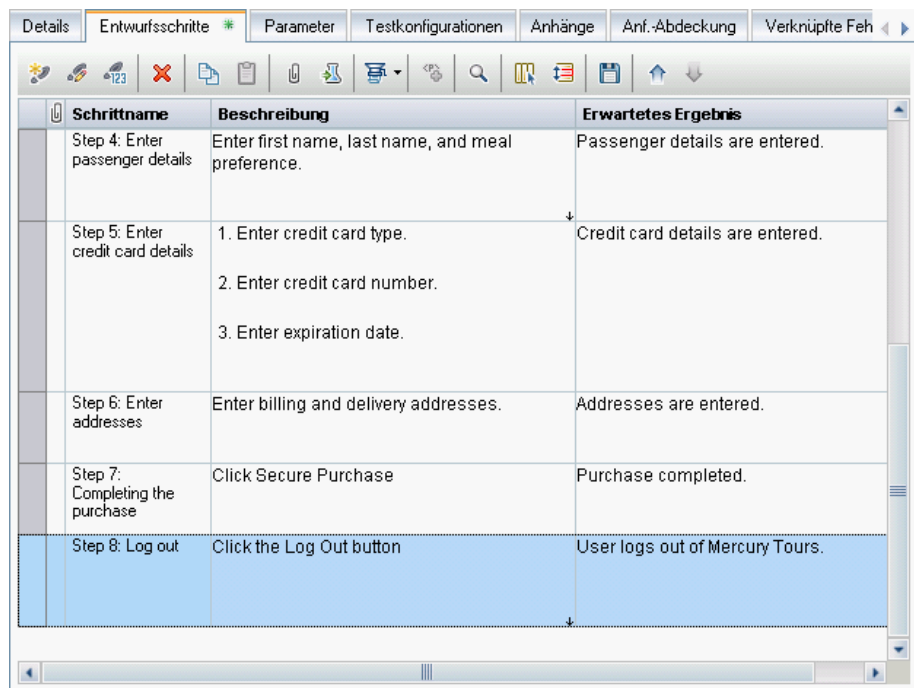 Details Entwurfsschritte * Parameter Testkonfigurationen Anhänge Anf.-Abdeckung Verknüpfte Feh
Schrittname Beschreibung Erwartetes Ergebnis
Step 4: Enter Enter first name, last name, and meal Passenger details are entered.
passenger details preference.
Step 5: Enter 1. Enter credit card type. Credit card details are entered.
credit card details
2. Enter credit card number.
3. Enter expiration date.
Step 6: Enter Enter billing and delivery addresses. Addresses are entered.
addresses
Step 7: Click Secure Purchase Purchase completed.
Completing the
purchase
Step 8: Log out Click the Log Out button User logs out of Mercury Tours.